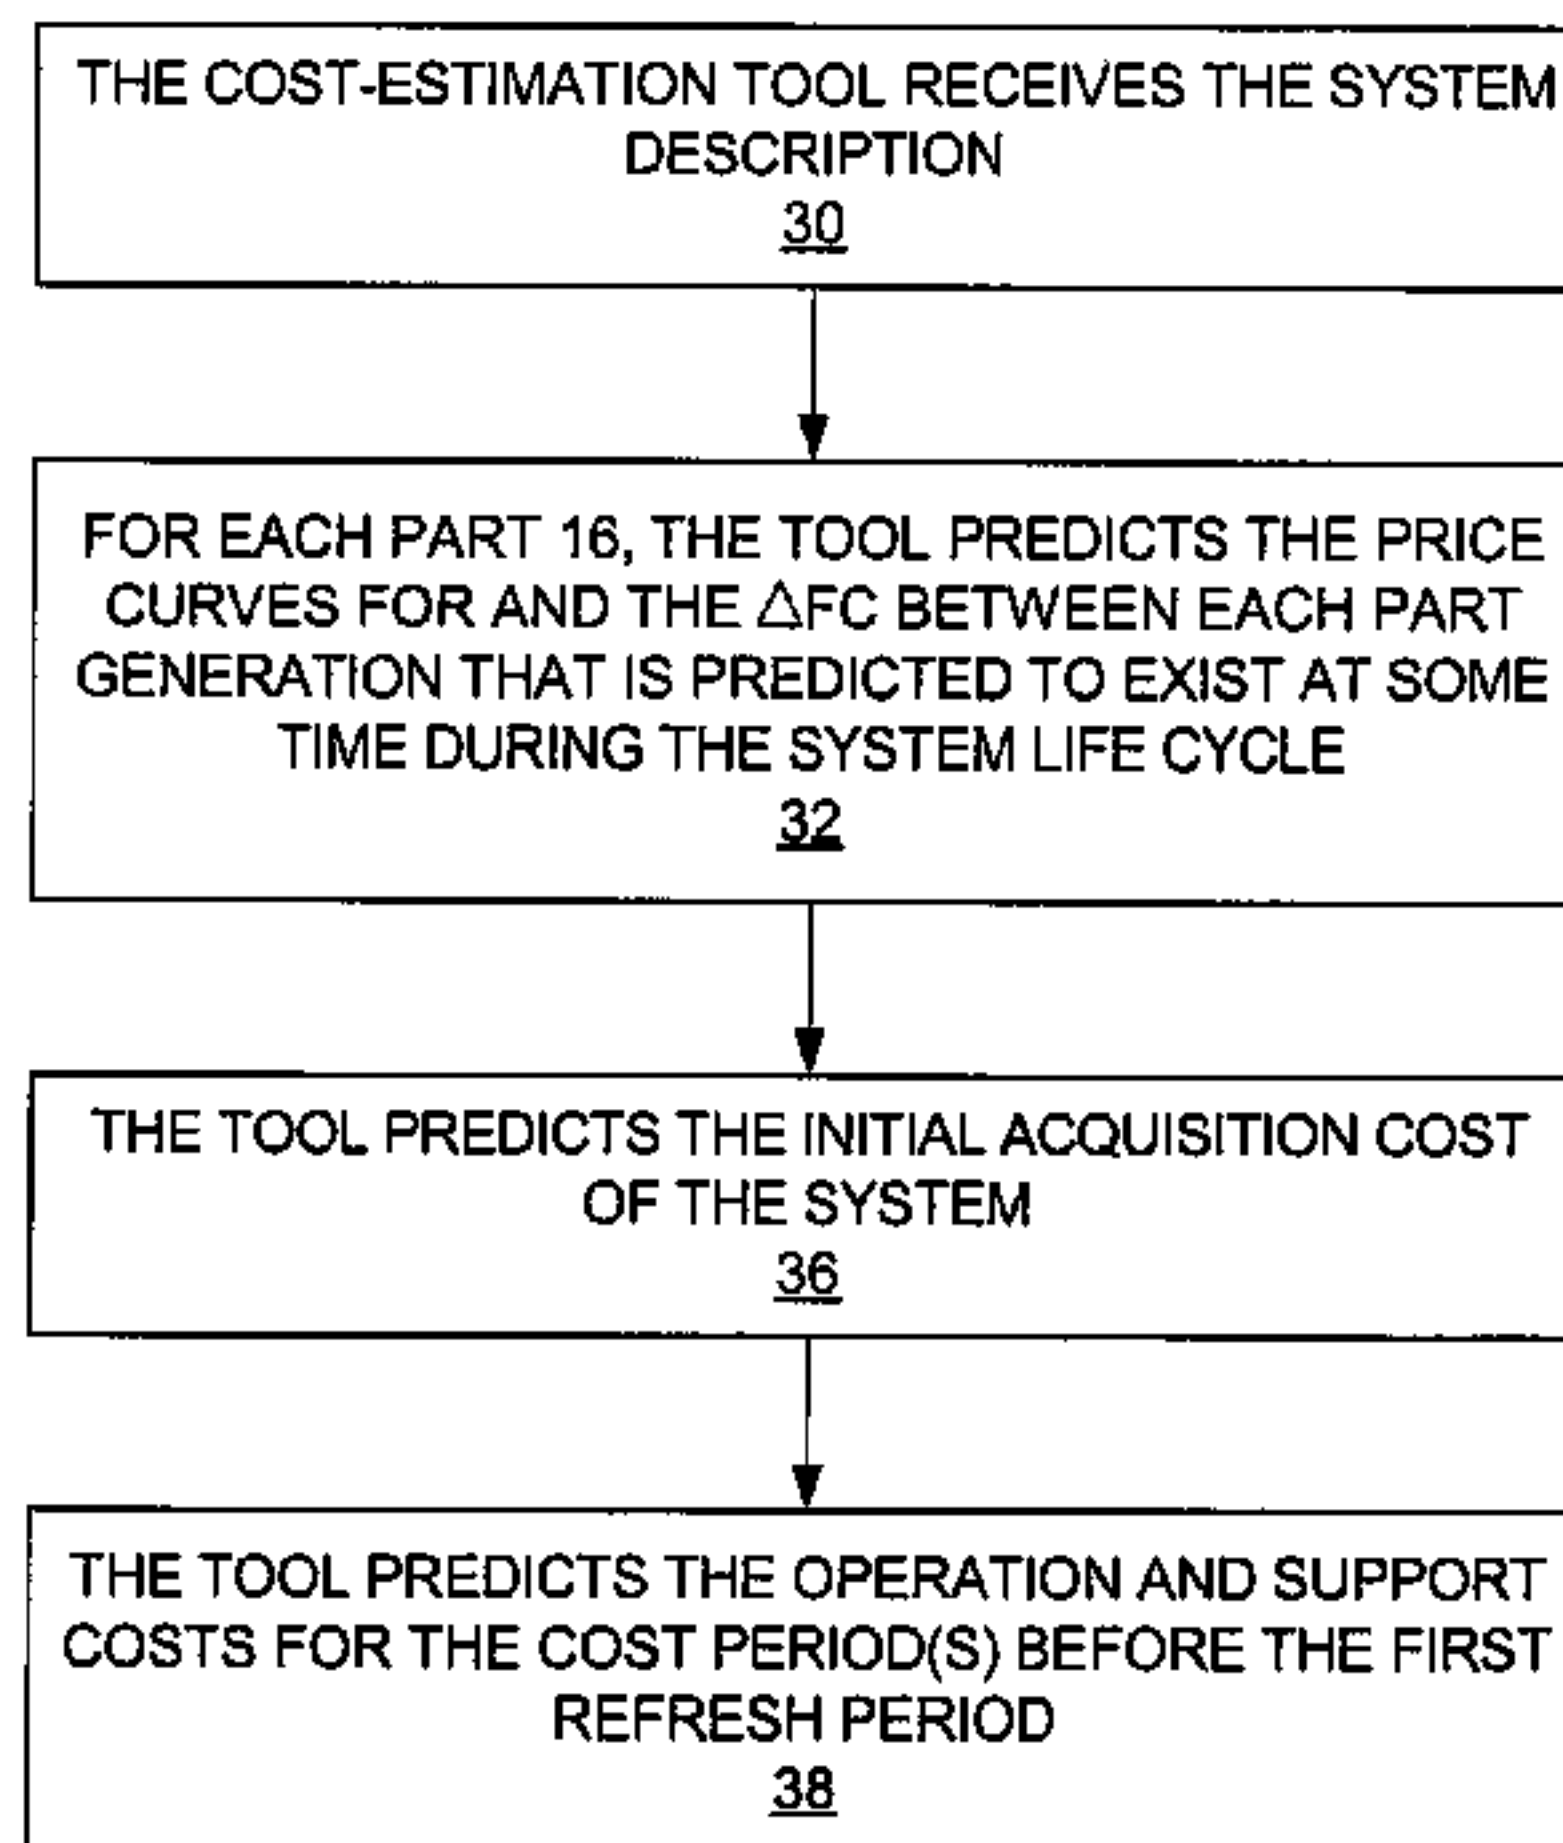 THE COST-ESTIMATION TOOL RECEIVES THE SYSTEM
DESCRIPTION
30
FOR EACH PART 16, THE TOOL PREDICTS THE PRICE
CURVES FOR AND THE △FC BETWEEN EACH PART
GENERATION THAT IS PREDICTED TO EXIST AT SOME
TIME DURING THE SYSTEM LIFE CYCLE
32
THE TOOL PREDICTS THE INITIAL ACQUISITION COST
OF THE SYSTEM
36
THE TOOL PREDICTS THE OPERATION AND SUPPORT
COSTS FOR THE COST PERIOD(S) BEFORE THE FIRST
REFRESH PERIOD
38